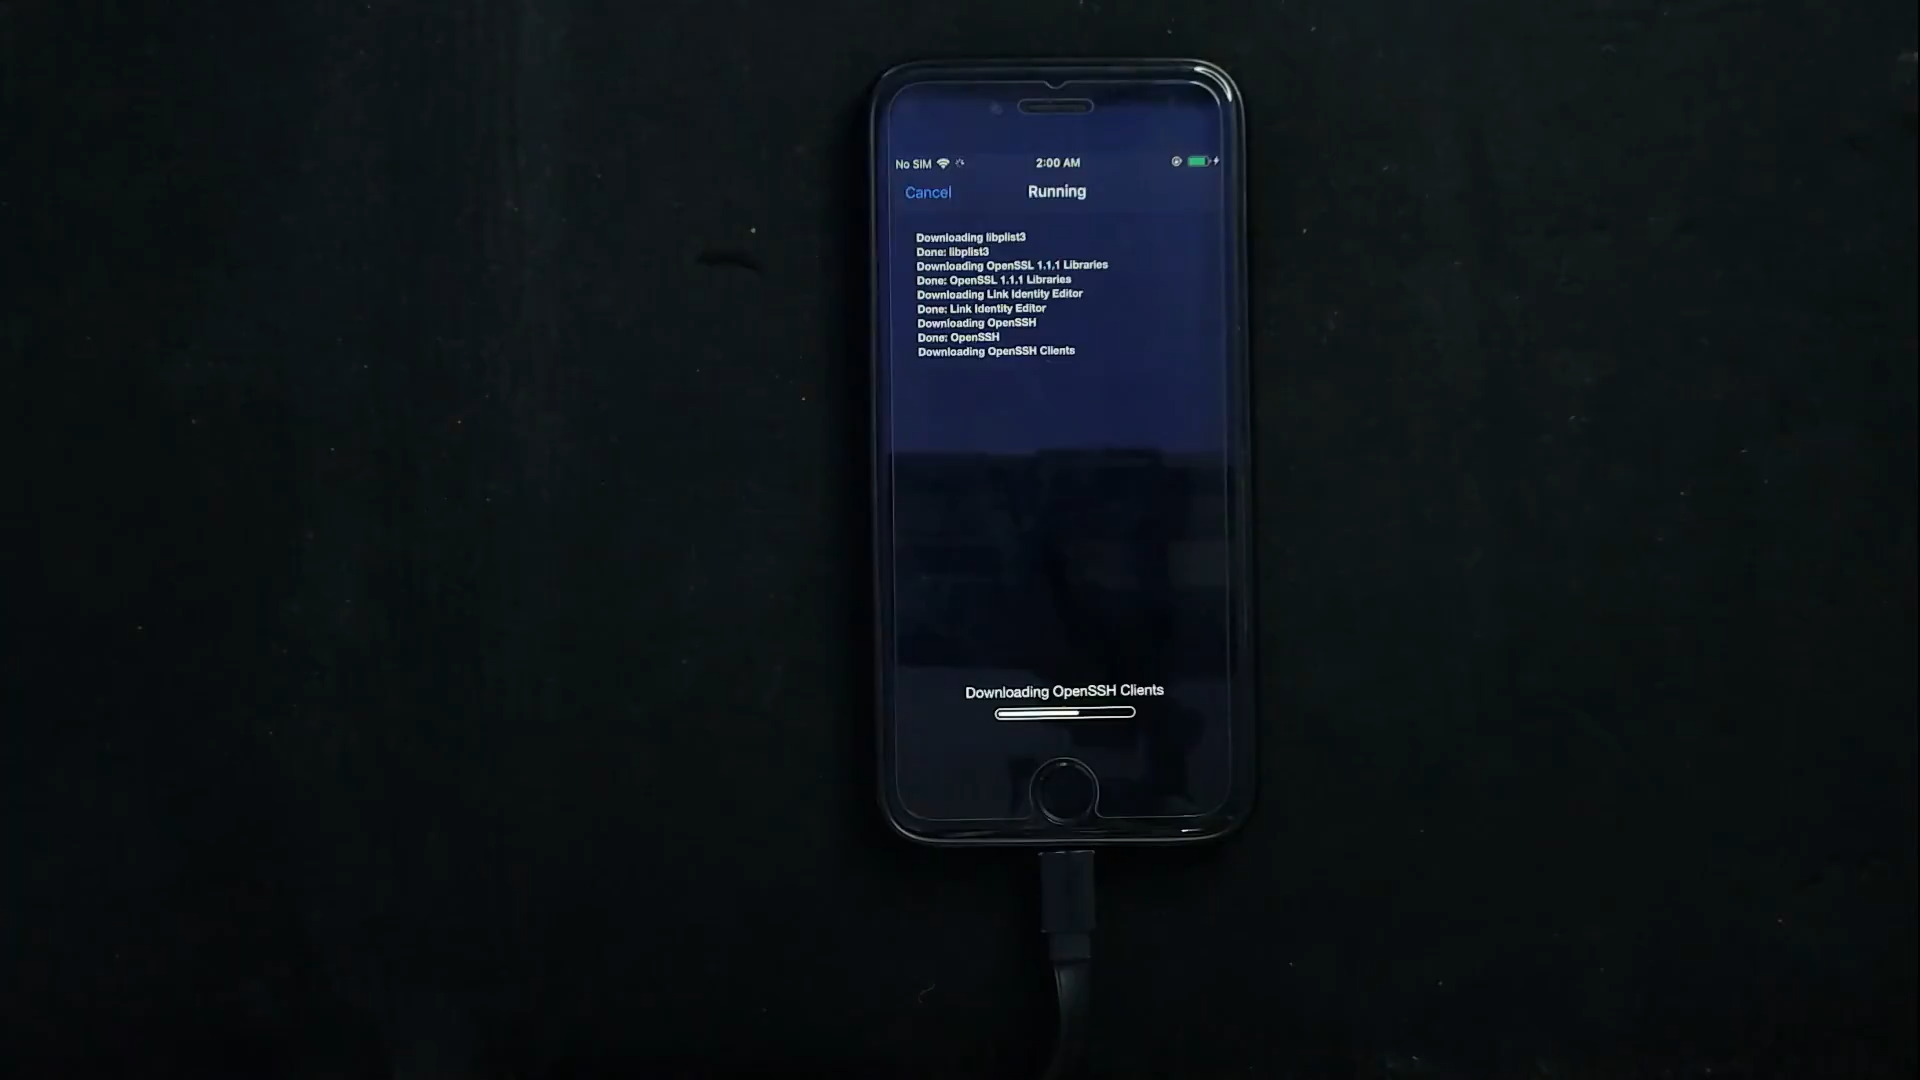 No SIM
2:00 AM
Cancel
Running
Downloading libplist3
Done: libplist3
Downloading OpenSSL 1.1.1 Libraries
Done: OpenSSL 1.1.1 Libraries
Downloading Link Identity Editor
Done: Link Identity Editor
Downloading OpenSSH
Done: OpenSSH
Downloading OpenSSH Clients
Downloading OpenSSH Clients